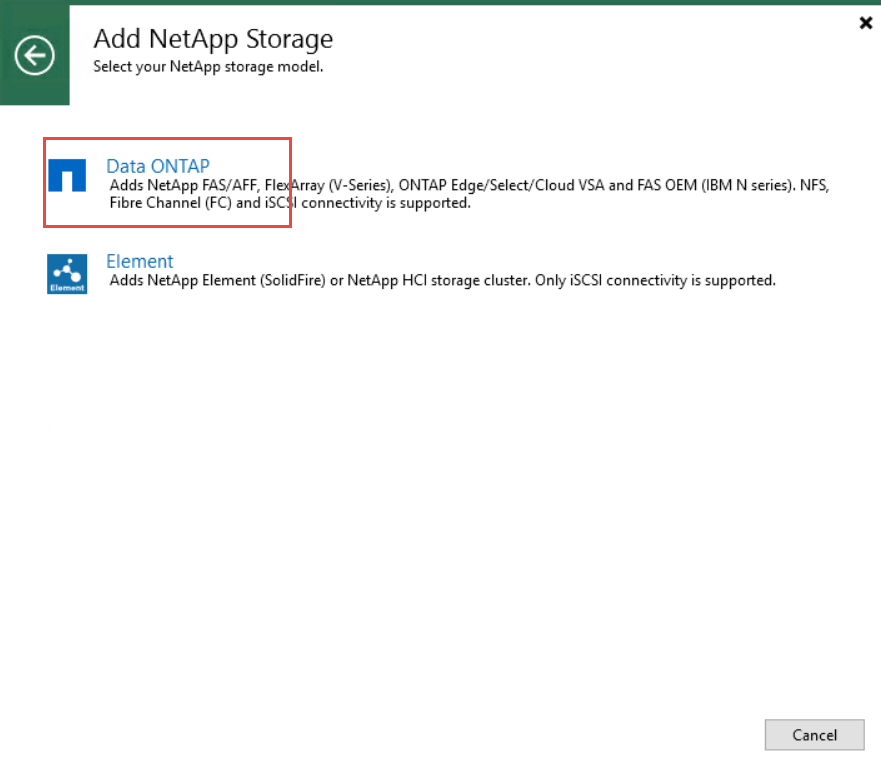 Add NetApp Storage
Select your NetApp storage model.
Data ONTAP
Adds NetApp FAS/AFF, FlexArray (V-Series), ONTAP Edge/Select/Cloud VSA and FAS OEM (IBM N series). NFS,
Fibre Channel (FC) and iSCSI connectivity is supported.
Element
Element
Adds NetApp Element (SolidFire) or NetApp HCI storage cluster. Only iSCSI connectivity is supported.
Cancel